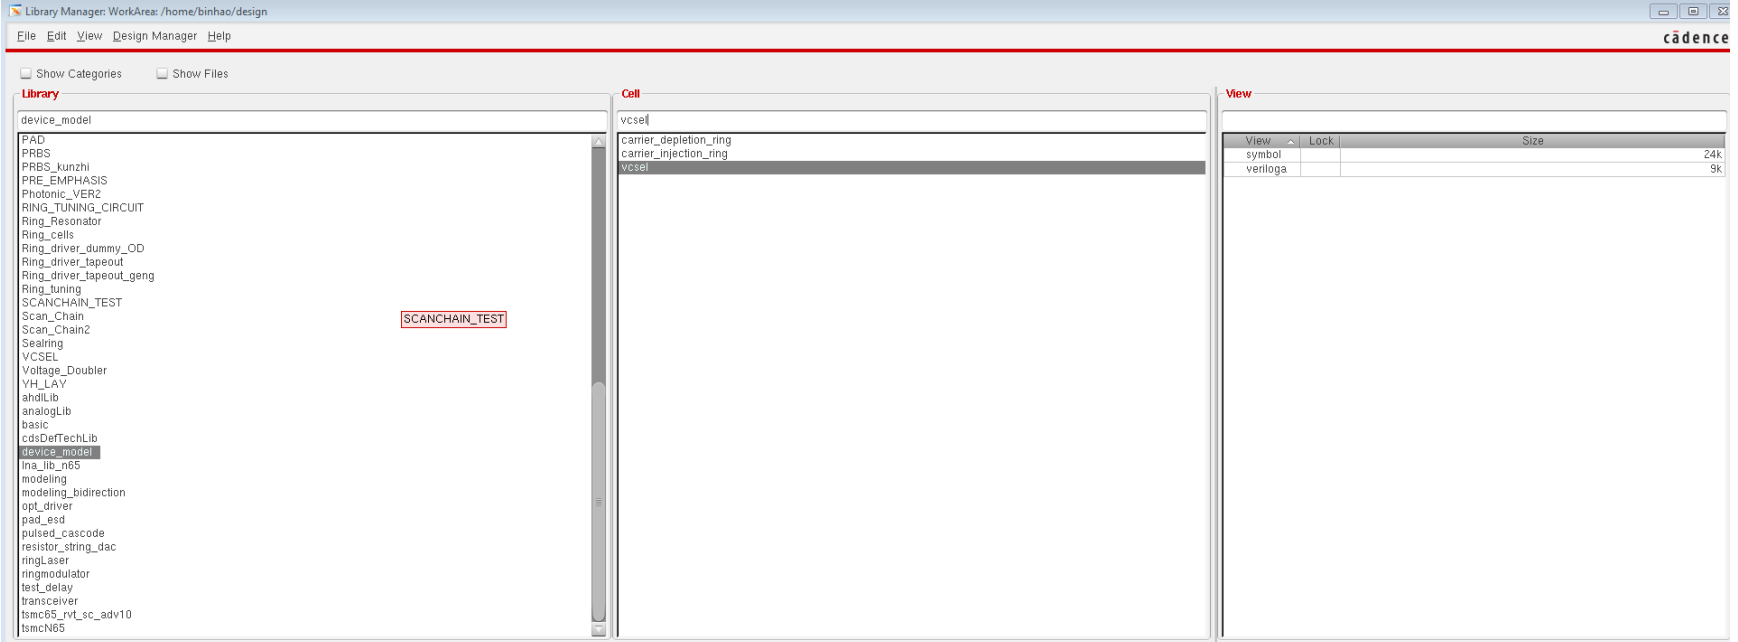 Library Manager: WorkArea: /home/binhao/design
File Edit View Design Manager Help
cādence
Show Categories Show Files
Library
device_model
PAD
PRBS
PRBS_kunzhi
PRE_EMPHASIS
Photonic_VER2
RING_TUNING_CIRCUIT
Ring_Resonator
Ring_cells
Ring_driver_dummy_OD
Ring_driver_tapeout
Ring_driver_tapeout_geng
Ring_tuning
SCANCHAIN_TEST
Scan_Chain
Scan_Chain2
Sealring
VCSEL
Voltage_Doubler
YH_LAY
ahdlLib
analogLib
basic
cdsDefTechLib
device_model
lna_lib_n65
modeling
modeling_bidirection
opt_driver
pad_esd
pulsed_cascode
resistor_string_dac
ringLaser
ringmodulator
test_delay
transceiver
tsmc65_rvt_sc_adv10
tsmcN65
SCANCHAIN_TEST
Cell
vcsel
carrier_depletion_ring
carrier_injection_ring
vcsel
View
View Lock Size
symbol 24k
veriloga 9k